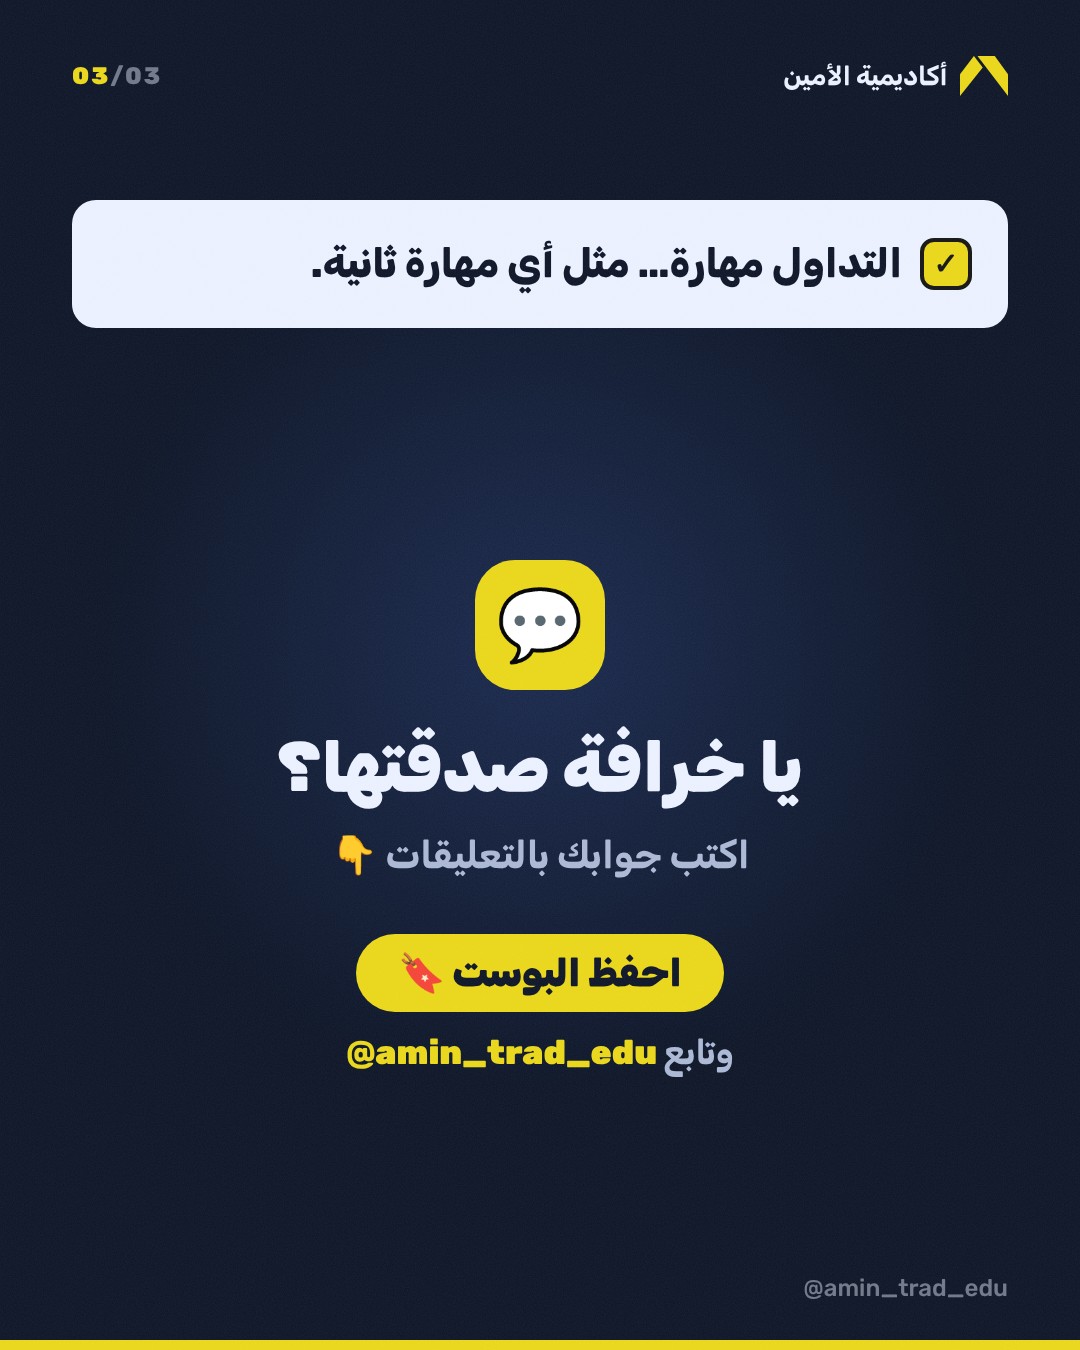 أكاديمية الأمين
03/03
✓ التداول مهارة... مثل أي مهارة ثانية.
يا خرافة صدقتها؟
اكتب جوابك بالتعليقات 👇
احفظ البوست 🔖
وتابع @amin_trad_edu
@amin_trad_edu